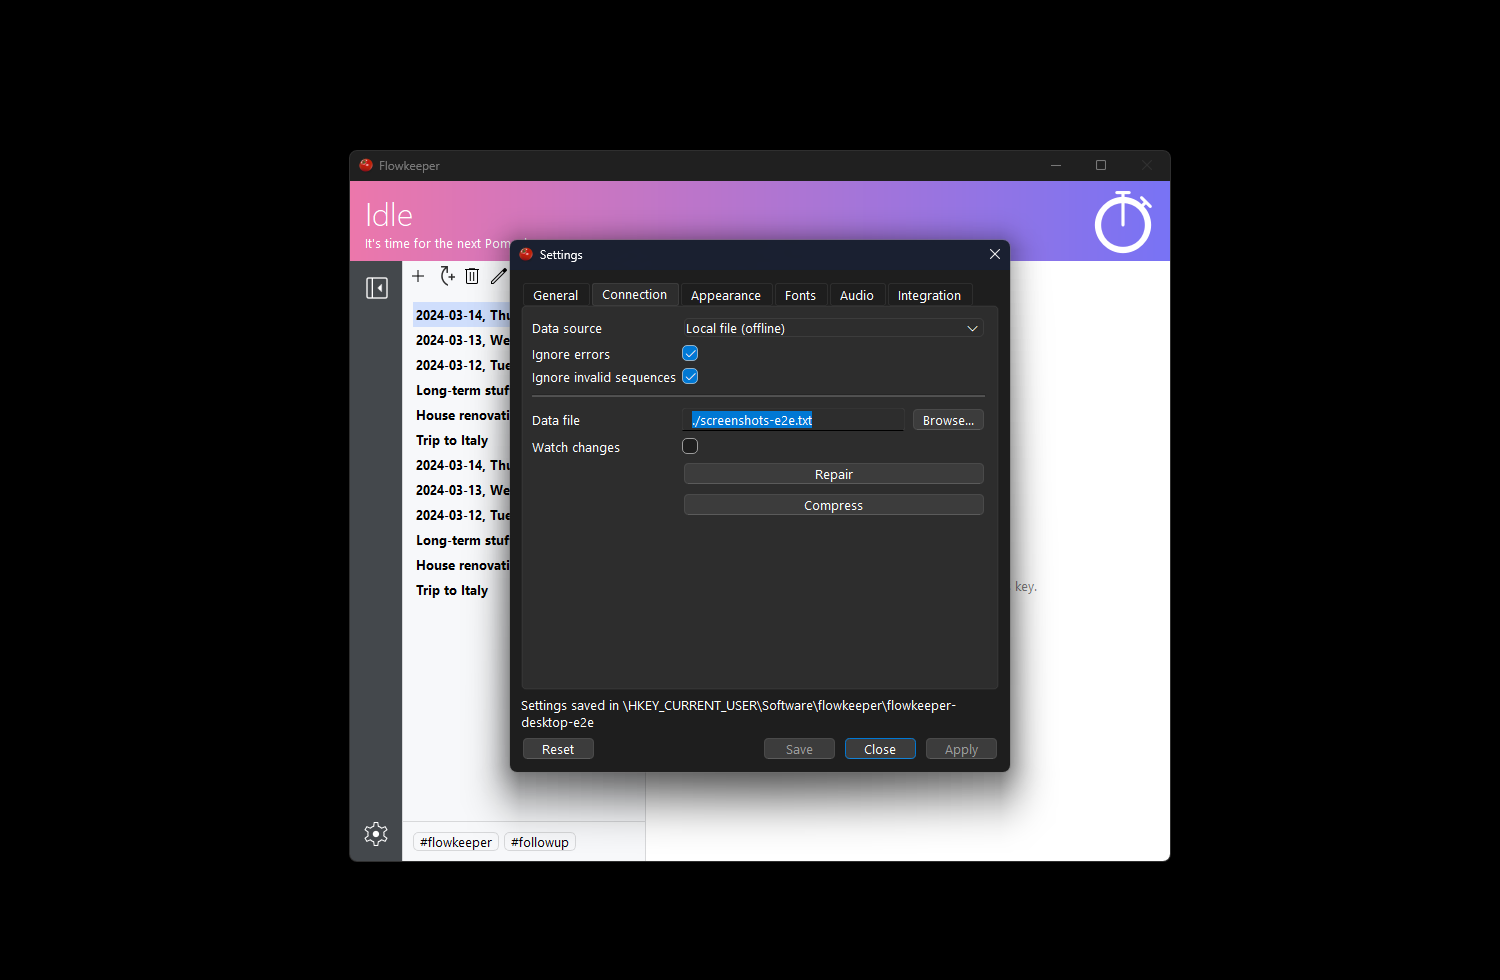 Flowkeeper
Idle
It's time for the next
Settings
General Connection Appearance Fonts Audio Integration
Data source Local file (offline)
Ignore errors
Ignore invalid sequences
Data file ./screenshots-e2e.txt Browse...
Watch changes
Repair
Compress
Settings saved in \HKEY_CURRENT_USER\Software\flowkeeper\flowkeeper-
desktop-e2e
Reset Save Close Apply
2024-03-14, Thu
2024-03-13, We
2024-03-12, Tue
Long-term stuf
House renovati
Trip to Italy
2024-03-14, Thu
2024-03-13, We
2024-03-12, Tue
Long-term stuf
House renovati
Trip to Italy
key.
#flowkeeper #followup